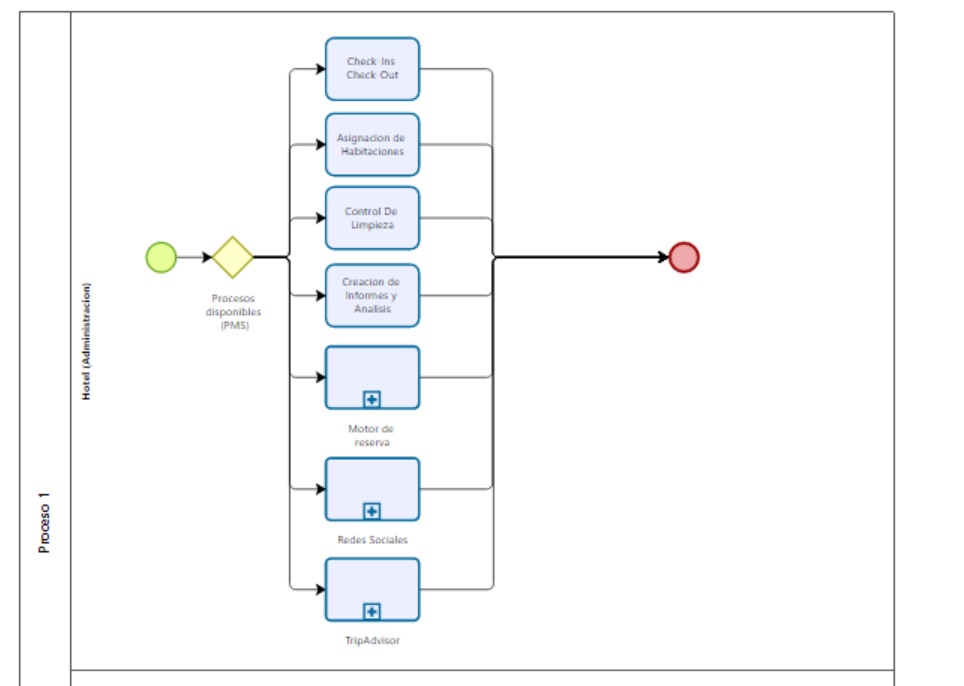 Proceso 1
Hotel (Administracion)
Procesos
disponibles
(PMS)
Check Ins
Check Out
Asignacion de
Habitaciones
Control De
Limpieza
Creacion de
Informes y
Analisis
Motor de
reserva
Redes Sociales
TripAdvisor